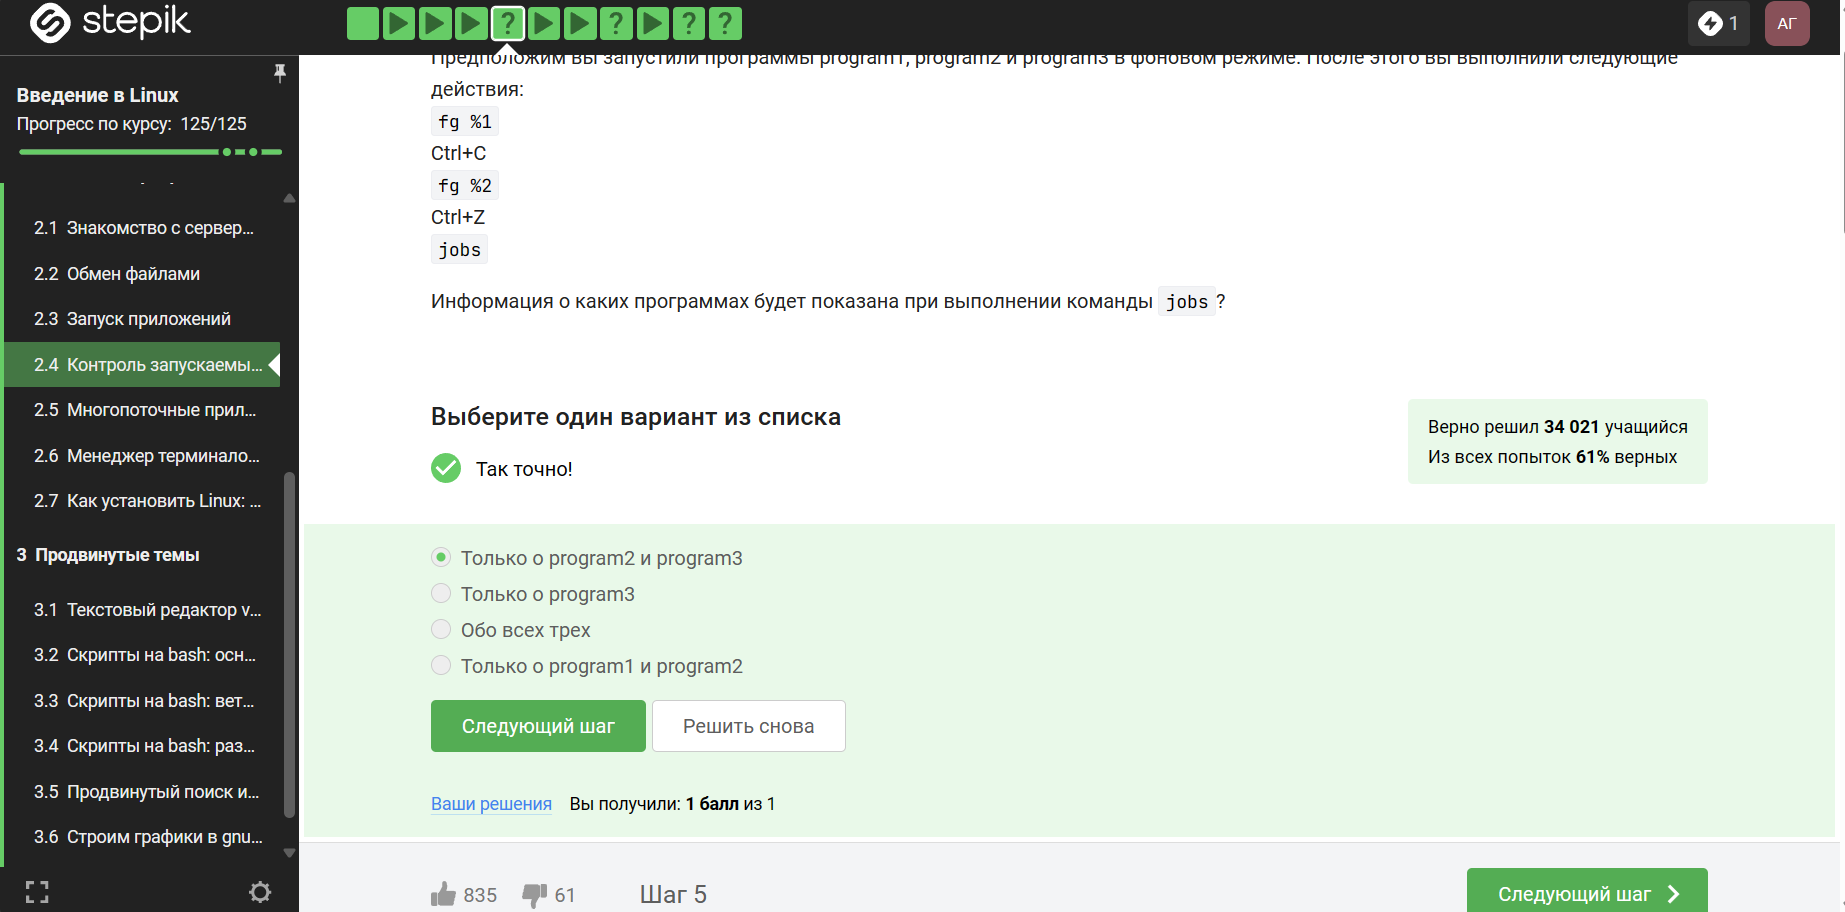 stepik
1
АГ
Введение в Linux
Прогресс по курсу: 125/125
2.1 Знакомство с сервер...
2.2 Обмен файлами
2.3 Запуск приложений
2.4 Контроль запускаемы...
2.5 Многопоточные прил...
2.6 Менеджер терминало...
2.7 Как установить Linux: ...
3 Продвинутые темы
3.1 Текстовый редактор v...
3.2 Скрипты на bash: осн...
3.3 Скрипты на bash: вет...
3.4 Скрипты на bash: раз...
3.5 Продвинутый поиск и...
3.6 Строим графики в gnu...
Предположим вы запустили программы program1, program2 и program3 в фоновом режиме. После этого вы выполнили следующие
действия:
fg %1
Ctrl+C
fg %2
Ctrl+Z
jobs
Информация о каких программах будет показана при выполнении команды jobs?
Выберите один вариант из списка
Так точно!
Верно решил 34 021 учащийся
Из всех попыток 61% верных
Только о program2 и program3
Только о program3
Обо всех трех
Только о program1 и program2
Следующий шаг
Решить снова
Ваши решения Вы получили: 1 балл из 1
835
61
Шаг 5
Следующий шаг